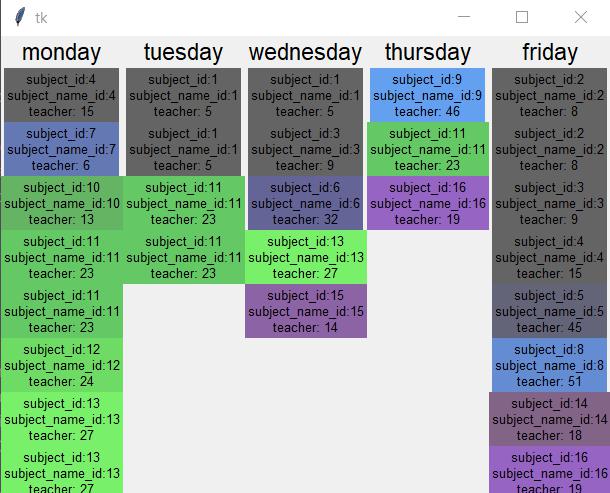 tk
monday tuesday wednesday thursday friday
subject_id:4 subject_id:1 subject_id:1 subject_id:9 subject_id:2
subject_name_id:4 subject_name_id:1 subject_name_id:1 subject_name_id:9 subject_name_id:2
teacher: 15 teacher: 5 teacher: 5 teacher: 46 teacher: 8
subject_id:7 subject_id:1 subject_id:3 subject_id:11 subject_id:2
subject_name_id:7 subject_name_id:1 subject_name_id:3 subject_name_id:11 subject_name_id:2
teacher: 6 teacher: 5 teacher: 9 teacher: 23 teacher: 8
subject_id:10 subject_id:11 subject_id:6 subject_id:16 subject_id:3
subject_name_id:10 subject_name_id:11 subject_name_id:6 subject_name_id:16 subject_name_id:3
teacher: 13 teacher: 23 teacher: 32 teacher: 19 teacher: 9
subject_id:11 subject_id:11 subject_id:13 subject_id:4
subject_name_id:11 subject_name_id:11 subject_name_id:13 subject_name_id:4
teacher: 23 teacher: 23 teacher: 27 teacher: 15
subject_id:11 subject_id:15 subject_id:5
subject_name_id:11 subject_name_id:15 subject_name_id:5
teacher: 23 teacher: 14 teacher: 45
subject_id:12 subject_id:8
subject_name_id:12 subject_name_id:8
teacher: 24 teacher: 51
subject_id:13 subject_id:14
subject_name_id:13 subject_name_id:14
teacher: 27 teacher: 18
subject_id:13 subject_id:16
subject_name_id:13 subject_name_id:16
teacher: 27 teacher: 19